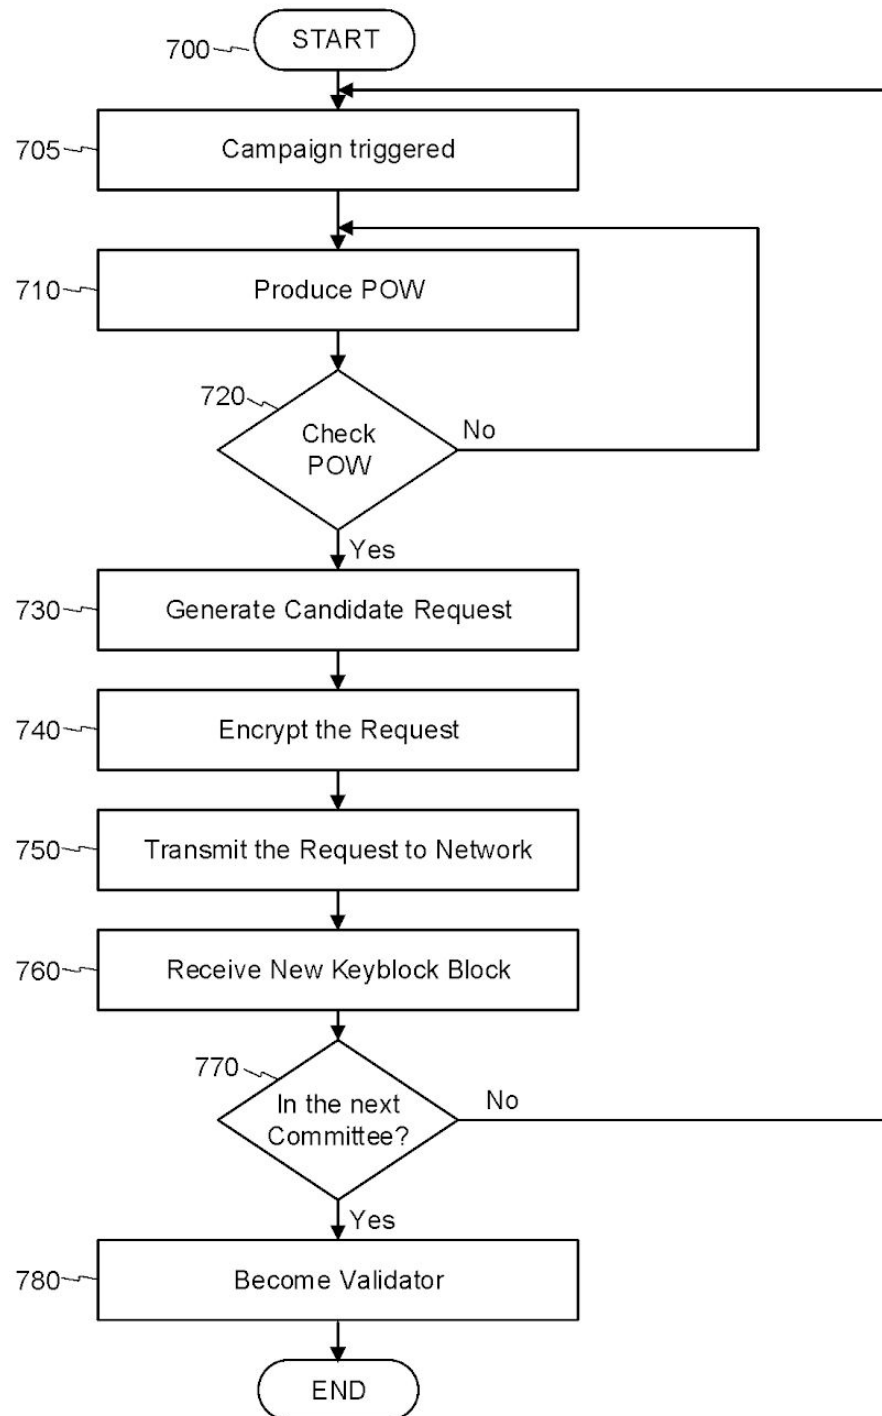 START
700
705
Campaign triggered
710
Produce POW
720
Check
POW
No
Yes
730
Generate Candidate Request
740
Encrypt the Request
750
Transmit the Request to Network
760
Receive New Keyblock Block
770
In the next
Committee?
No
Yes
780
Become Validator
END